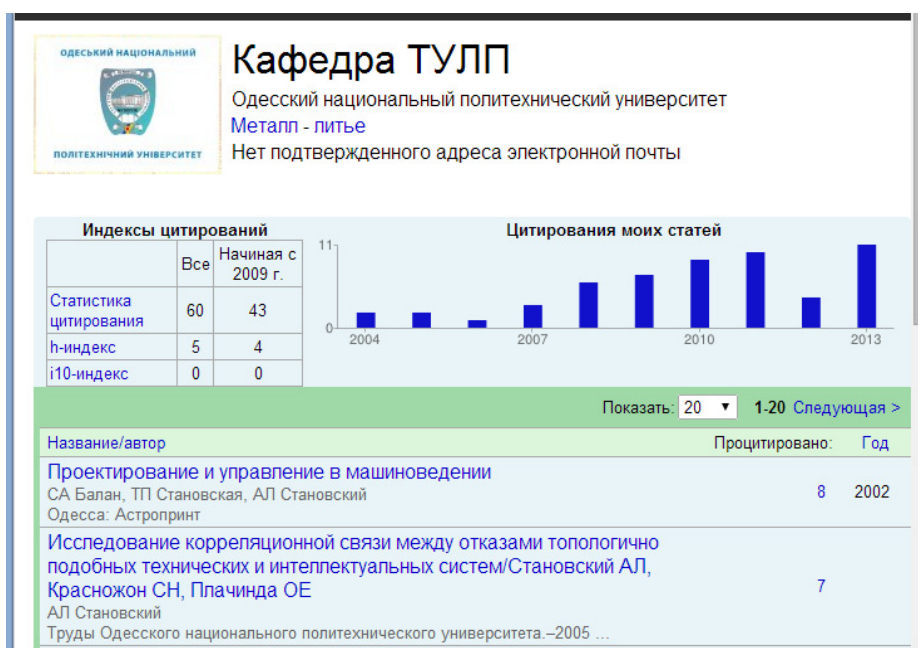 ОДЕСЬКИЙ НАЦІОНАЛЬНИЙ
ПОЛІТЕХНІЧНИЙ УНІВЕРСИТЕТ
Кафедра ТУЛП
Одесский национальный политехнический университет
Металл - литье
Нет подтвержденного адреса электронной почты
Индексы цитирований
Все Начиная с 2009 г.
Статистика цитирования 60 43
h-индекс 5 4
i10-индекс 0 0
Цитирования моих статей
11
0
2004 2007 2010 2013
Показать: 20 ▼ 1-20 Следующая >
Название/автор Процитировано: Год
Проектирование и управление в машиноведении
СА Балан, ТП Становская, АЛ Становский 8 2002
Одесса: Астропринт
Исследование корреляционной связи между отказами топологично
подобных технических и интеллектуальных систем/Становский АЛ,
Красножон СН, Плачинда ОЕ 7
АЛ Становский
Труды Одесского национального политехнического университета.–2005 ...